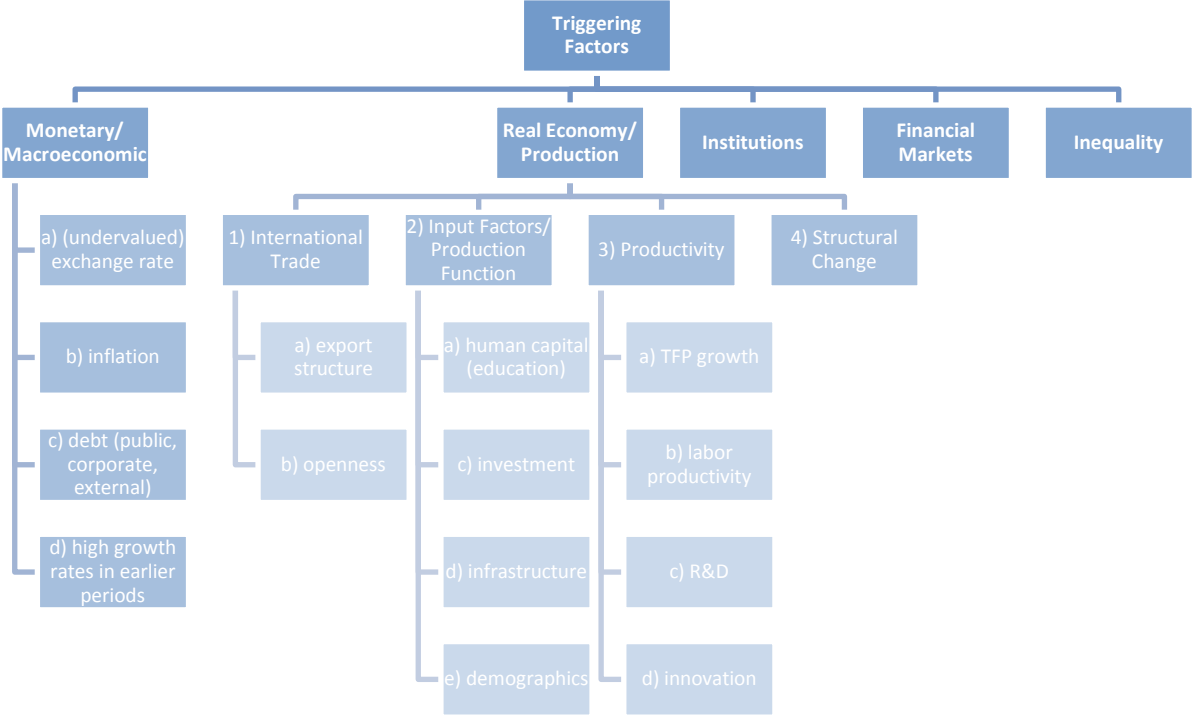 Triggering
Factors
Monetary/
Macroeconomic
Real Economy/
Production
Institutions
Financial
Markets
Inequality
a) (undervalued)
exchange rate
b) inflation
c) debt (public,
corporate,
external)
d) high growth
rates in earlier
periods
1) International
Trade
a) export
structure
b) openness
2) Input Factors/
Production
Function
a) human capital
(education)
c) investment
d) infrastructure
e) demographics
3) Productivity
a) TFP growth
b) labor
productivity
c) R&D
d) innovation
4) Structural
Change